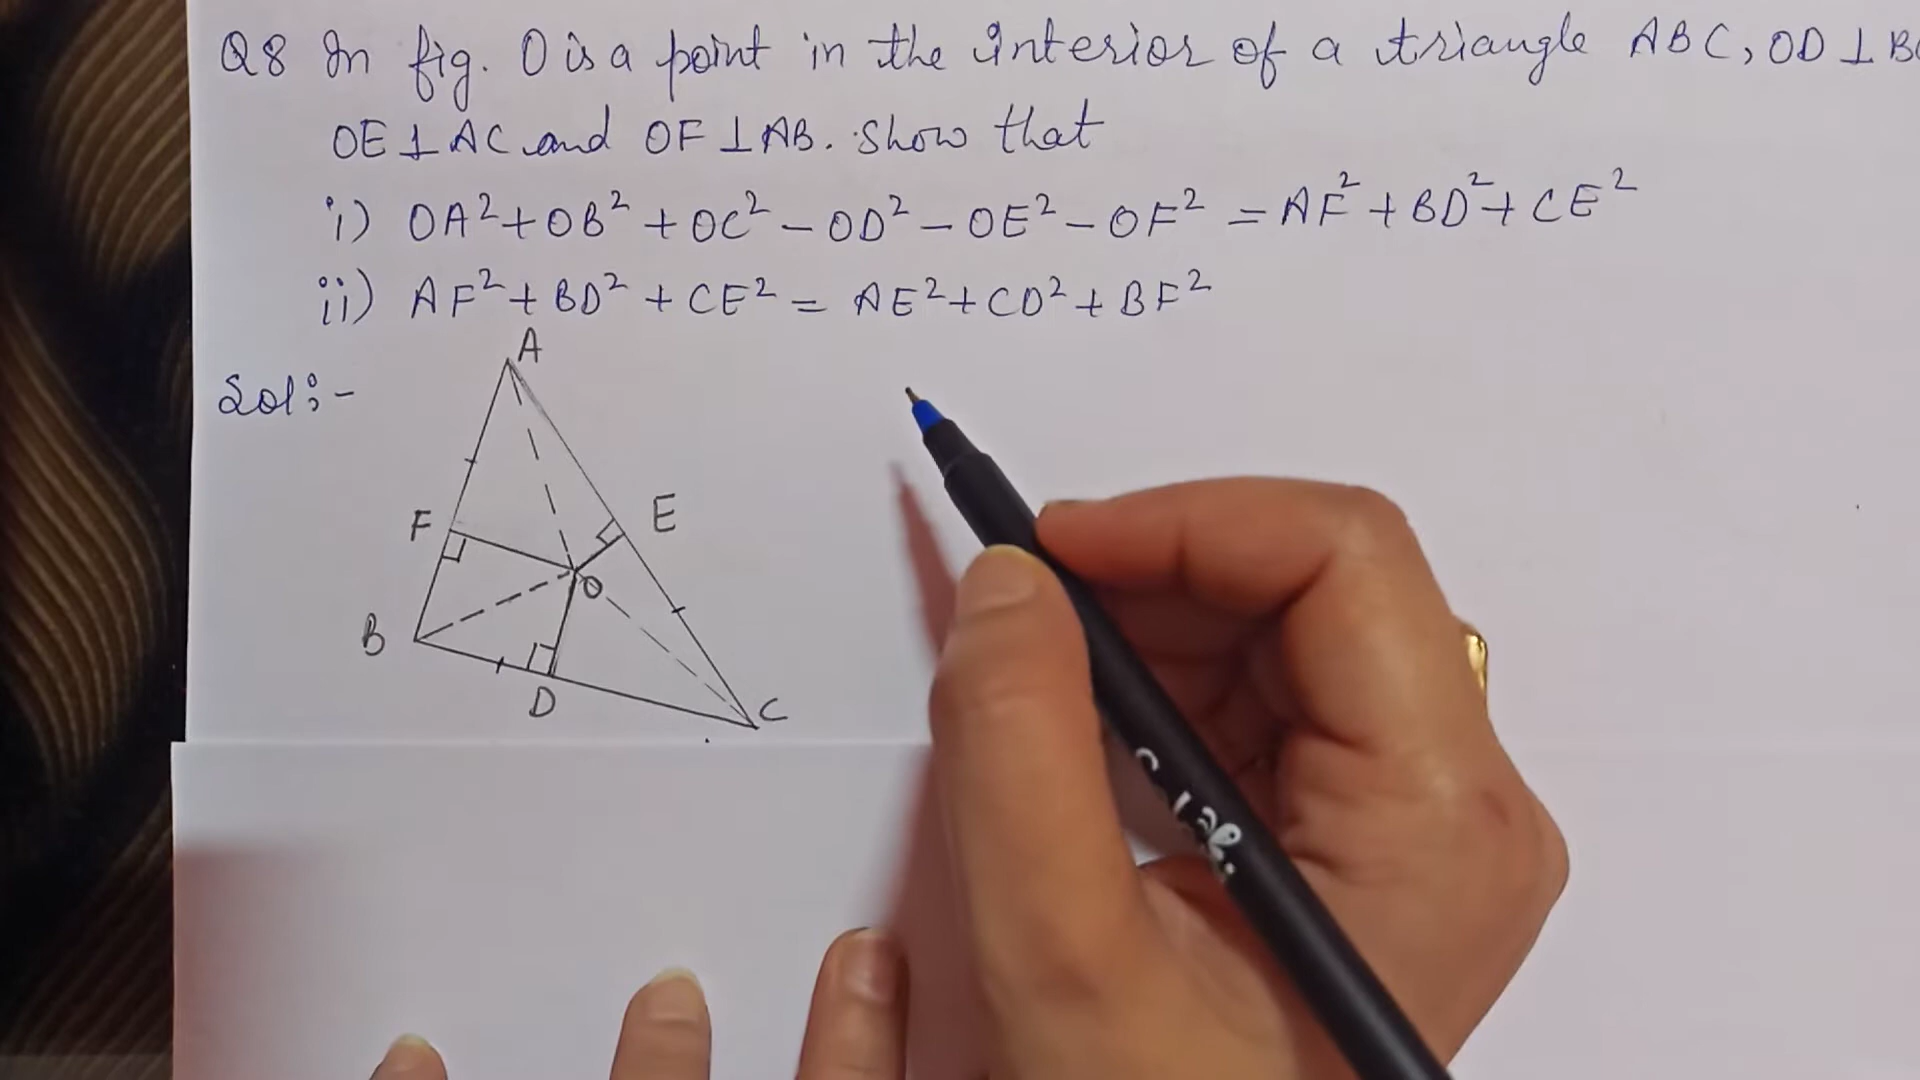 Q8 In fig. O is a point in the interior of a triangle ABC, OD ⊥ BC
OE ⊥ AC and OF ⊥ AB. Show that
i) OA² + OB² + OC² - OD² - OE² - OF² = AF² + BD² + CE²
ii) AF² + BD² + CE² = AE² + CD² + BF²
Sol:-
A
F
E
O
B
D
C